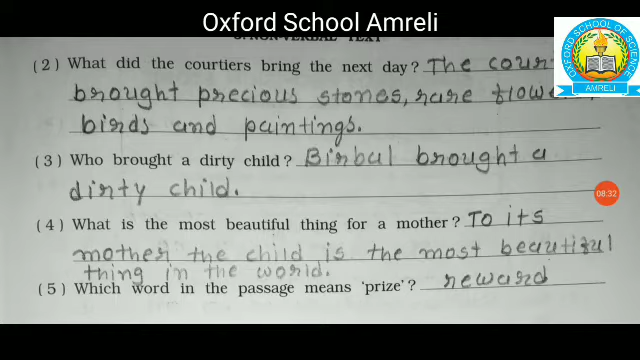 Oxford School Amreli
OXFORD SCHOOL OF SCIENCE
AMRELI
(2) What did the courtiers bring the next day? The
brought precious stones, rare
birds and paintings.
(3) Who brought a dirty child? Birbal brought a
dirty child.
08:32
(4) What is the most beautiful thing for a mother? To its
mother the child is the most beautiful
thing in the world.
(5) Which word in the passage means 'prize'? reward